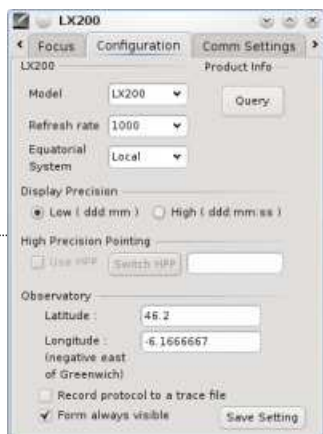 LX200
Focus Configuration Comm Settings
LX200 Product Info
Model LX200 Query
Refresh rate 1000
Equatorial System Local
Display Precision
Low ( ddd mm ) High ( ddd mm ss )
High Precision Pointing
Use HPP Switch HPP
Observatory
Latitude : 46.2
Longitude : -6.1666667
(negative east
of Greenwich)
Record protocol to a trace file
Form always visible Save Setting